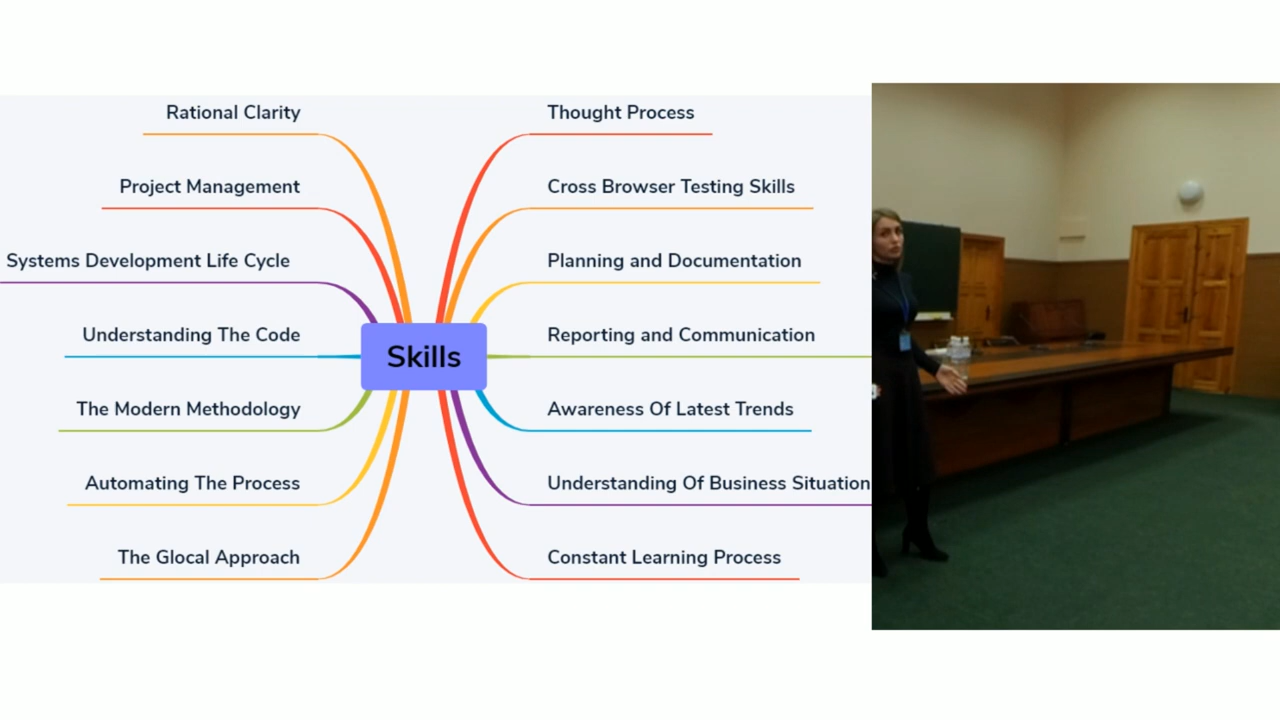 Rational Clarity
Project Management
Systems Development Life Cycle
Understanding The Code
The Modern Methodology
Automating The Process
The Glocal Approach
Skills
Thought Process
Cross Browser Testing Skills
Planning and Documentation
Reporting and Communication
Awareness Of Latest Trends
Understanding Of Business Situation
Constant Learning Process